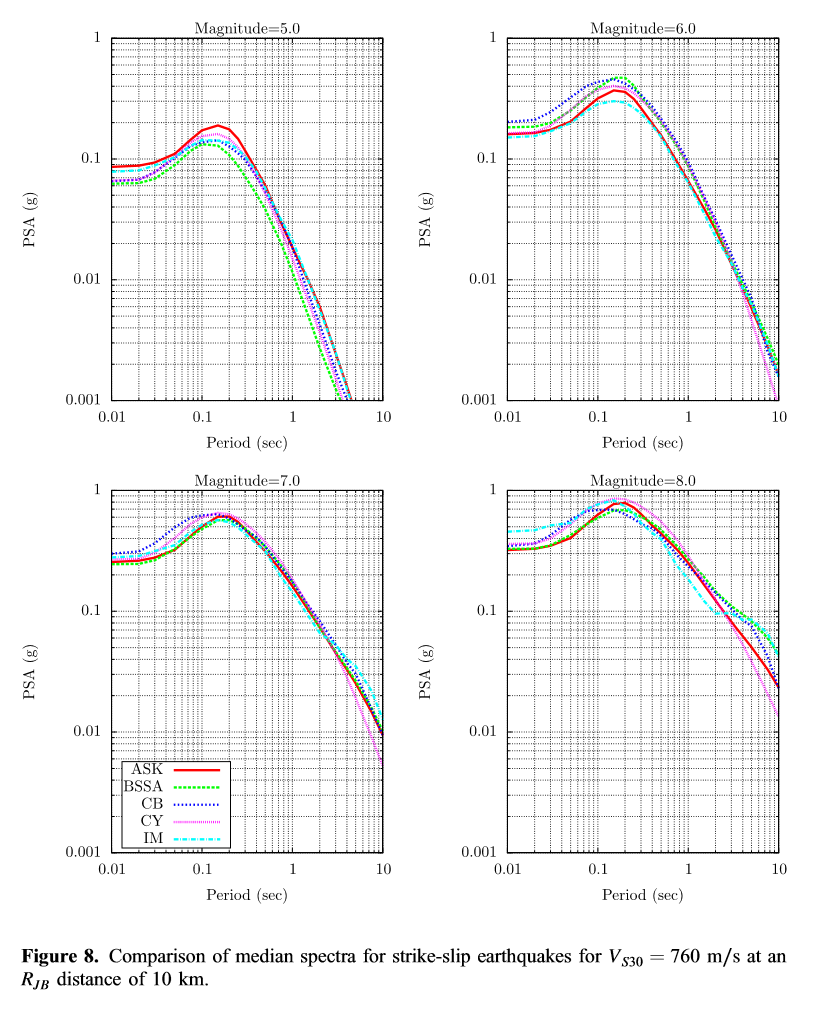 Magnitude=5.0
1
0.1
0.01
0.001
0.01
0.1
1
10
PSA (g)
Period (sec)
Magnitude=6.0
1
0.1
0.01
0.001
0.01
0.1
1
10
PSA (g)
Period (sec)
Magnitude=7.0
1
0.1
0.01
0.001
0.01
0.1
1
10
PSA (g)
Period (sec)
ASK
BSSA
CB
CY
IM
Magnitude=8.0
1
0.1
0.01
0.001
0.01
0.1
1
10
PSA (g)
Period (sec)
Figure 8. Comparison of median spectra for strike-slip earthquakes for V_S30 = 760 m/s at an
R_JB distance of 10 km.